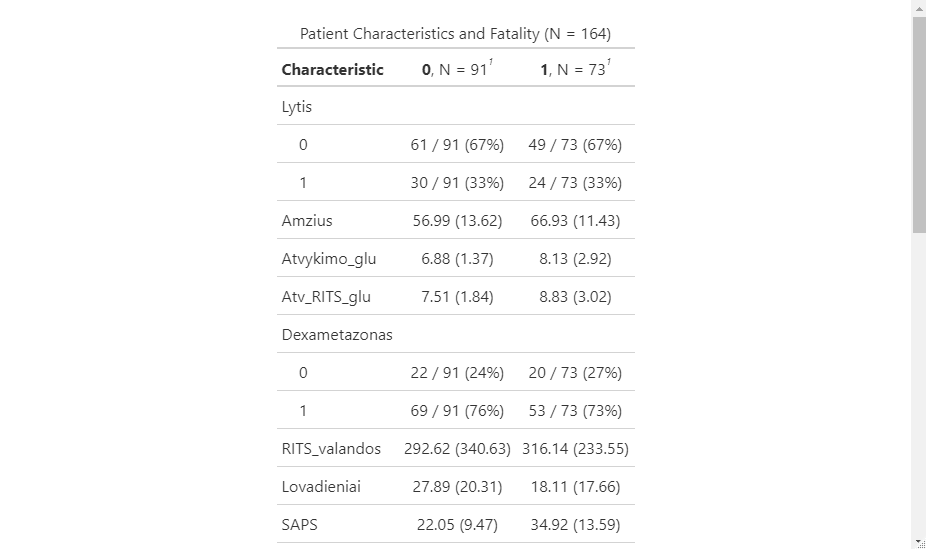 Patient Characteristics and Fatality (N = 164)
Characteristic 0, N = 91¹ 1, N = 73¹
Lytis
0 61 / 91 (67%) 49 / 73 (67%)
1 30 / 91 (33%) 24 / 73 (33%)
Amzius 56.99 (13.62) 66.93 (11.43)
Atvykimo_glu 6.88 (1.37) 8.13 (2.92)
Atv_RITS_glu 7.51 (1.84) 8.83 (3.02)
Dexametazonas
0 22 / 91 (24%) 20 / 73 (27%)
1 69 / 91 (76%) 53 / 73 (73%)
RITS_valandos 292.62 (340.63) 316.14 (233.55)
Lovadieniai 27.89 (20.31) 18.11 (17.66)
SAPS 22.05 (9.47) 34.92 (13.59)